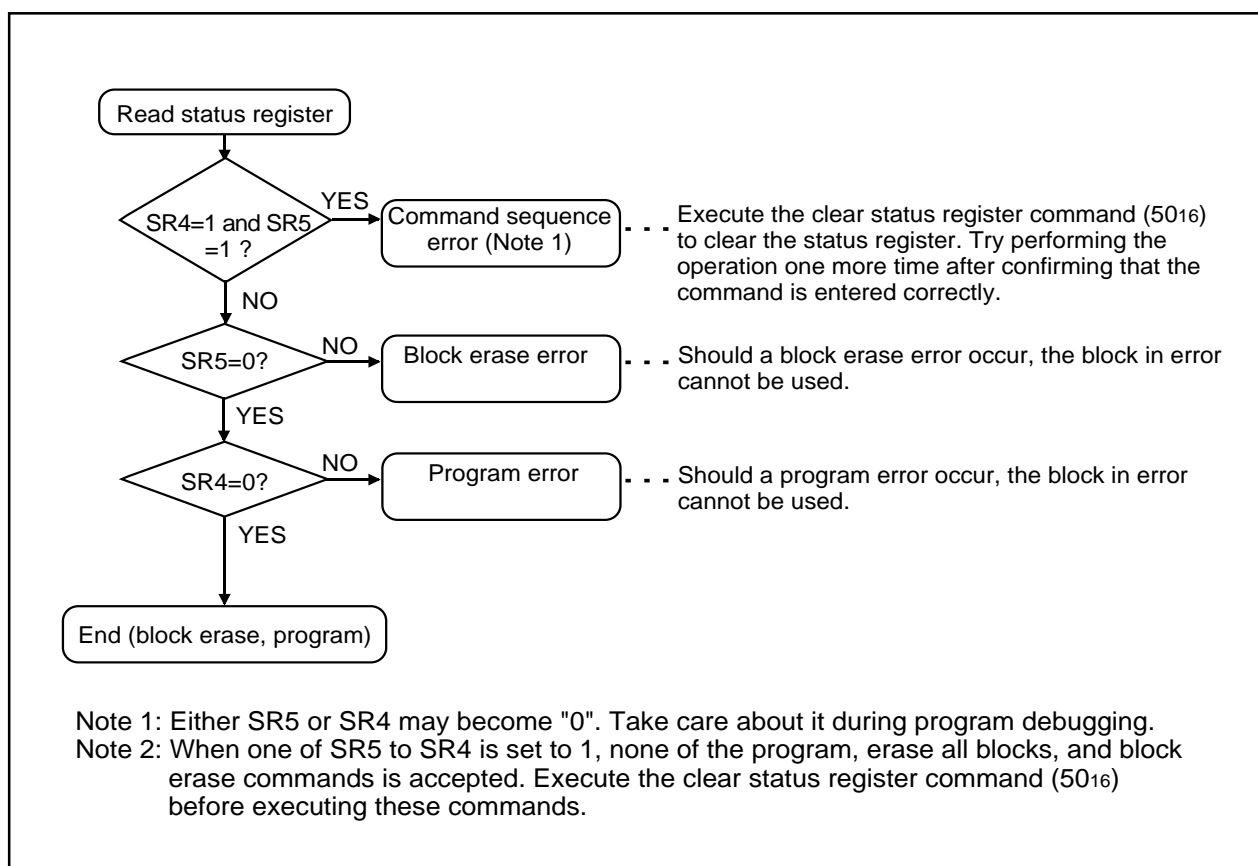 Read status register
SR4=1 and SR5
=1 ?
YES
Command sequence
error (Note 1)
Execute the clear status register command (50₁₆)
to clear the status register. Try performing the
operation one more time after confirming that the
command is entered correctly.
NO
SR5=0?
NO
Block erase error
Should a block erase error occur, the block in error
cannot be used.
YES
SR4=0?
NO
Program error
Should a program error occur, the block in error
cannot be used.
YES
End (block erase, program)
Note 1: Either SR5 or SR4 may become "0". Take care about it during program debugging.
Note 2: When one of SR5 to SR4 is set to 1, none of the program, erase all blocks, and block
erase commands is accepted. Execute the clear status register command (50₁₆)
before executing these commands.